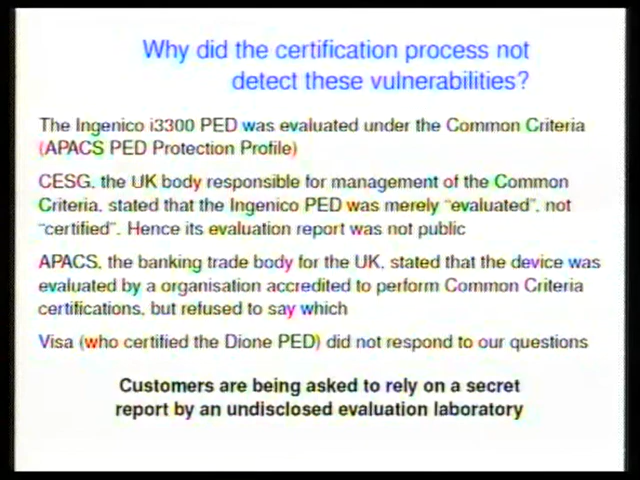 Why did the certification process not
detect these vulnerabilities?
The Ingenico i3300 PED was evaluated under the Common Criteria
(APACS PED Protection Profile)
CESG, the UK body responsible for management of the Common
Criteria, stated that the Ingenico PED was merely “evaluated”, not
“certified”. Hence its evaluation report was not public
APACS, the banking trade body for the UK, stated that the device was
evaluated by a organisation accredited to perform Common Criteria
certifications, but refused to say which
Visa (who certified the Dione PED) did not respond to our questions
Customers are being asked to rely on a secret
report by an undisclosed evaluation laboratory